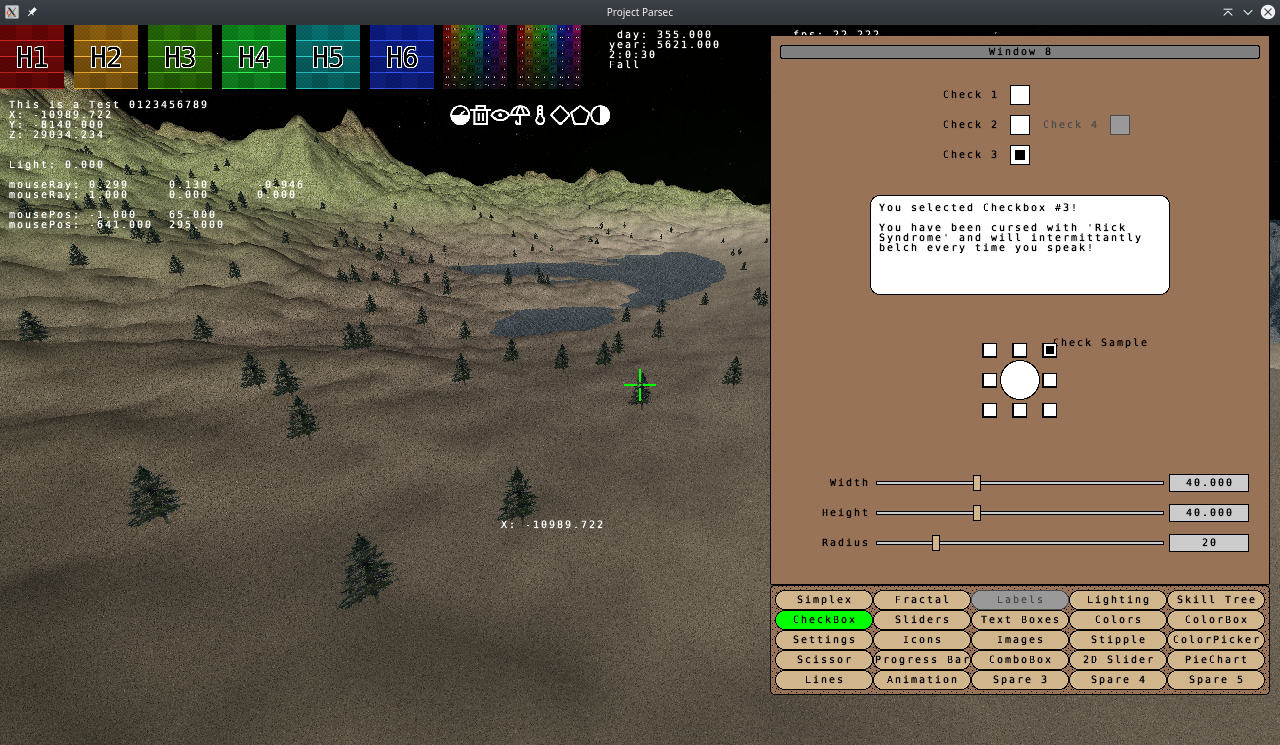 Project Parsec
H1 H2 H3 H4 H5 H6
day: 355.000
year: 5621.000
2:0:30
Fall
fps: 22.222
This is a Test 0123456789
X: -10989.722
Y: -8140.000
Z: 29034.234
Light: 0.000
mouseRay: 0.299 0.130 0.946
mouseRay: 1.000 0.000 0.000
mousePos: -1.000 65.000
mousePos: -641.000 295.000
X: -10989.722
Window 8
Check 1
Check 2 Check 4
Check 3
You selected Checkbox #3!
You have been cursed with 'Rick
Syndrome' and will intermittantly
belch every time you speak!
Check Sample
Width 40.000
Height 40.000
Radius 20
Simplex Fractal Labels Lighting Skill Tree
CheckBox Sliders Text Boxes Colors ColorBox
Settings Icons Images Stipple ColorPicker
Scissor Progress Bar ComboBox 2D Slider PieChart
Lines Animation Spare 3 Spare 4 Spare 5